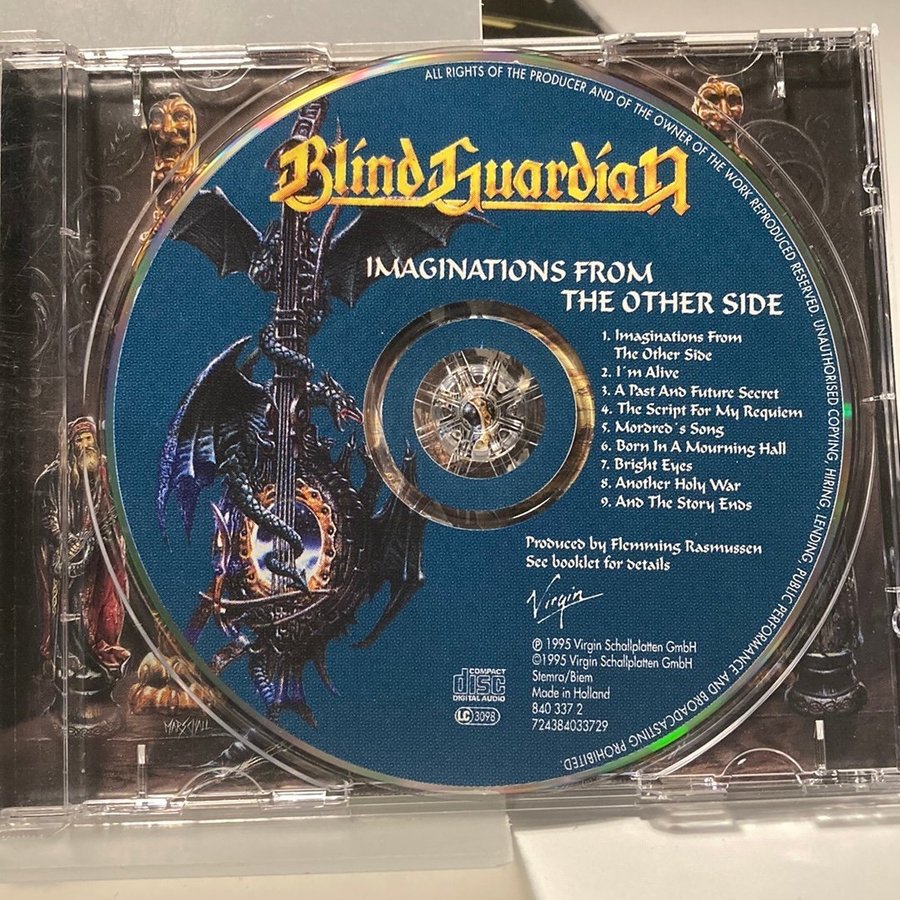 ALL RIGHTS OF THE PRODUCER AND OF THE OWNER OF THE WORK REPRODUCED RESERVED. UNAUTHORISED COPYING, HIRING, LENDING, PUBLIC PERFORMANCE AND BROADCASTING PROHIBITED.
Blind Guardian
IMAGINATIONS FROM
THE OTHER SIDE
1. Imaginations From
The Other Side
2. I´m Alive
3. A Past And Future Secret
4. The Script For My Requiem
5. Mordred´s Song
6. Born In A Mourning Hall
7. Bright Eyes
8. Another Holy War
9. And The Story Ends
Produced by Flemming Rasmussen
See booklet for details
Virgin
℗ 1995 Virgin Schallplatten GmbH
©1995 Virgin Schallplatten GmbH
Stemra/Biem
Made in Holland
840 337 2
724384033729
COMPACT
disc
DIGITAL AUDIO
LC 3098
MARSCHALL